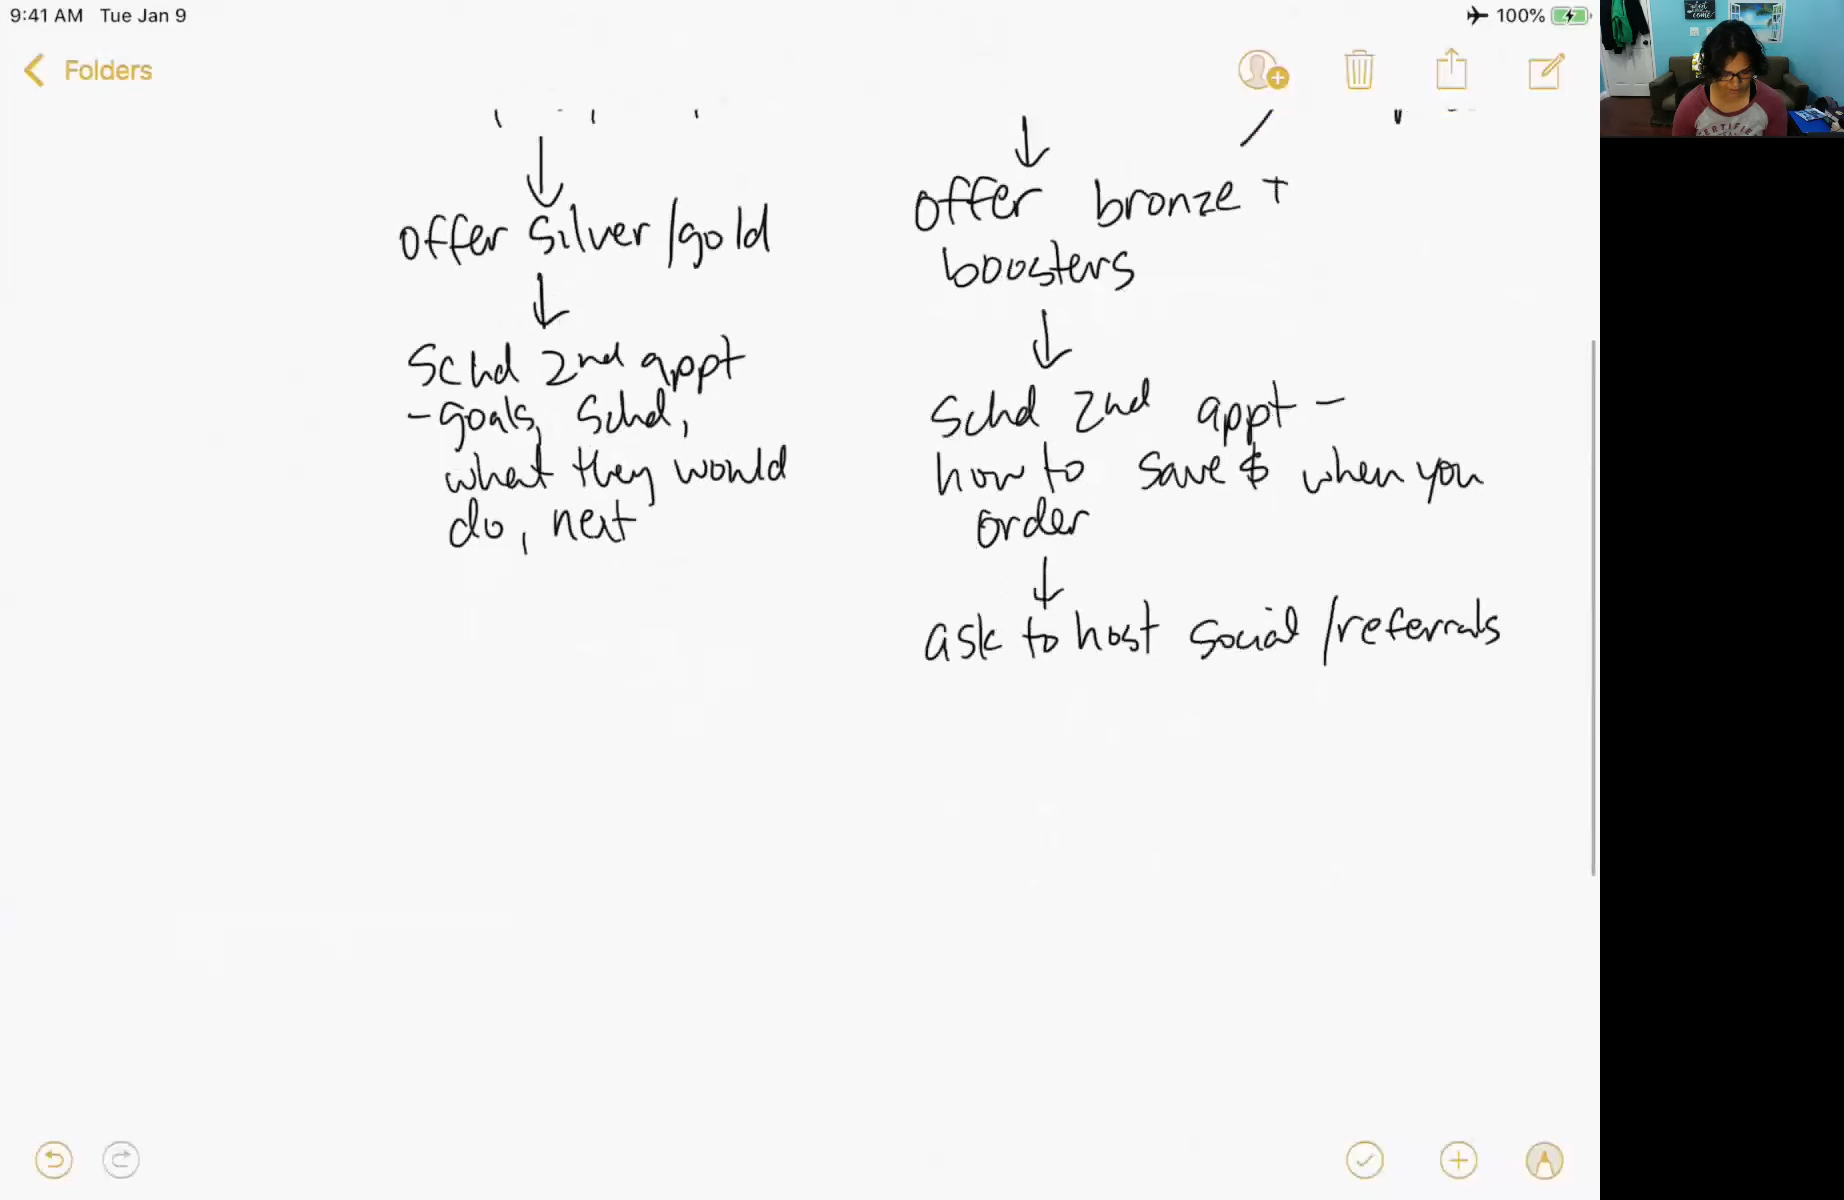 9:41 AM Tue Jan 9
100%
Folders
offer silver/gold
Schd 2nd appt
- goals, Schd,
what they would
do, next
offer bronze +
boosters
Schd 2nd appt -
how to save $ when you
order
ask to host social/referrals